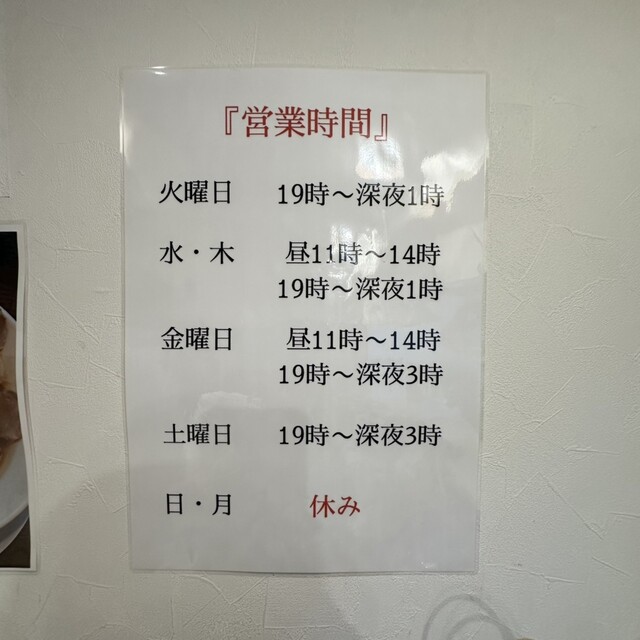 『営業時間』
火曜日 19時～深夜1時
水・木 昼11時～14時
19時～深夜1時
金曜日 昼11時～14時
19時～深夜3時
土曜日 19時～深夜3時
日・月 休み